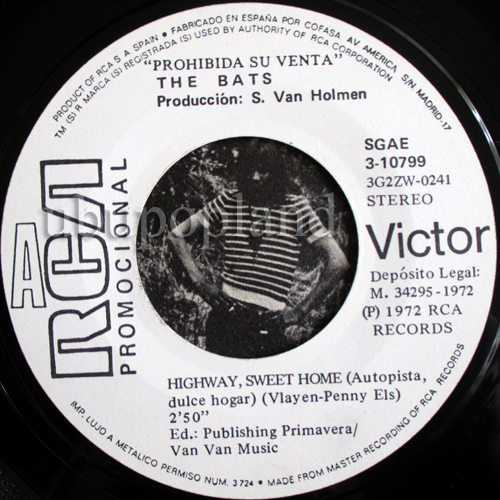 PRODUCT OF RCA S.A. SPAIN • FABRICADO EN ESPAÑA POR COFASA AV AMERICA S/N MADRID-17
TM (S) R MARCA (S) REGISTRADA (S) USED BY AUTHORITY OF RCA CORPORATION
"PROHIBIDA SU VENTA"
THE BATS
Producción: S. Van Holmen
SGAE
3-10799
3G2ZW-0241
STEREO
ubupopland
A
RCA
PROMOCIONAL
Victor
Depósito Legal:
M. 34295-1972
(P) 1972 RCA
RECORDS
HIGHWAY, SWEET HOME (Autopista,
dulce hogar) (Vlayen-Penny Els)
2'50"
Ed.: Publishing Primavera/
Van Van Music
IMP. LUJO A METALICO PERMISO NUM. 3724 • MADE FROM MASTER RECORDING OF RCA RECORDS